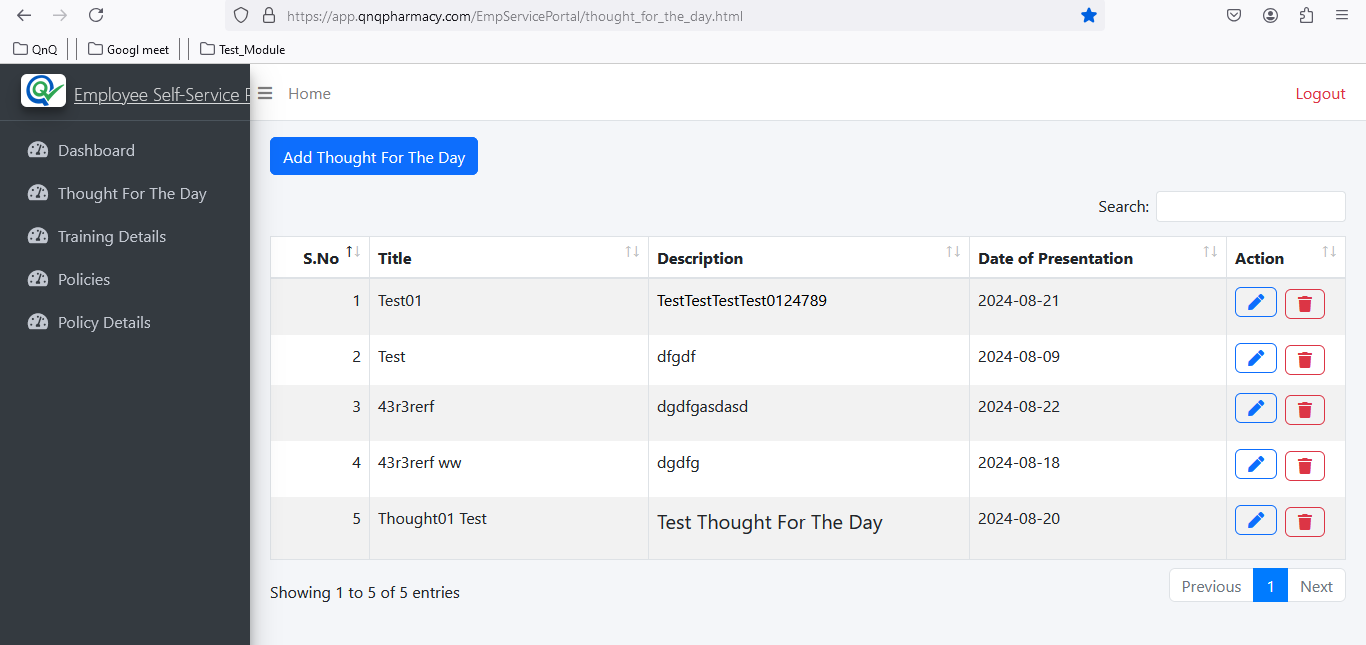 https://app.qnqpharmacy.com/EmpServicePortal/thought_for_the_day.html
QnQ Googl meet Test_Module
Employee Self-Service P Home Logout
Dashboard
Thought For The Day
Training Details
Policies
Policy Details
Add Thought For The Day
Search:
S.No Title Description Date of Presentation Action
1 Test01 TestTestTestTest0124789 2024-08-21
2 Test dfgdf 2024-08-09
3 43r3rerf dgdfgasdasd 2024-08-22
4 43r3rerf ww dgdfg 2024-08-18
5 Thought01 Test Test Thought For The Day 2024-08-20
Showing 1 to 5 of 5 entries
Previous 1 Next